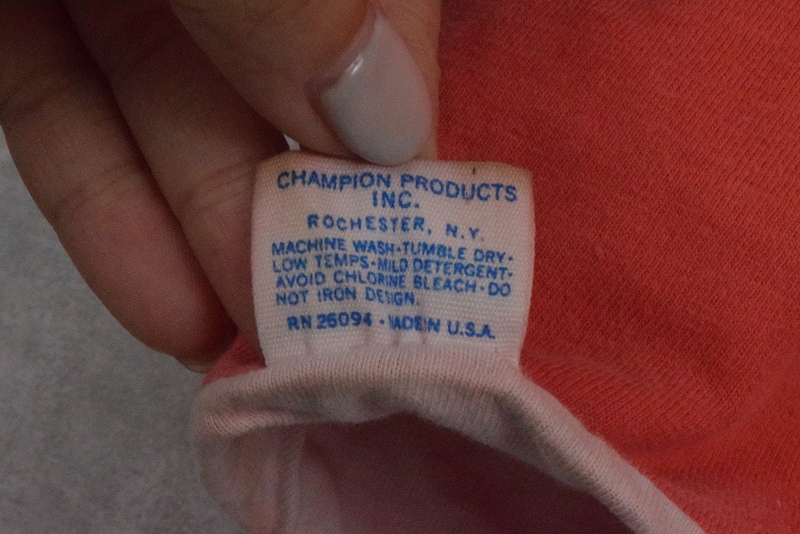 CHAMPION PRODUCTS
INC.
ROCHESTER, N.Y.
MACHINE WASH·TUMBLE DRY·
LOW TEMPS·MILD DETERGENT·
AVOID CHLORINE BLEACH·DO
NOT IRON DESIGN.
RN 26094 · MADE IN U.S.A.